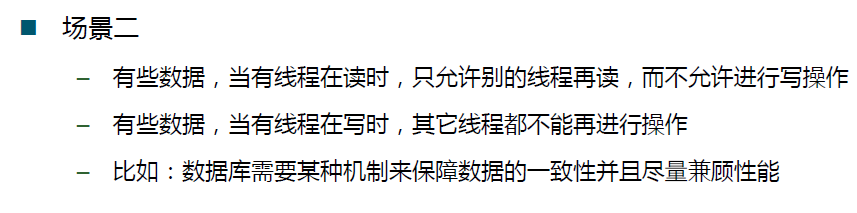 场景二
– 有些数据，当有线程在读时，只允许别的线程再读，而不允许进行写操作
– 有些数据，当有线程在写时，其它线程都不能再进行操作
– 比如：数据库需要某种机制来保障数据的一致性并且尽量兼顾性能